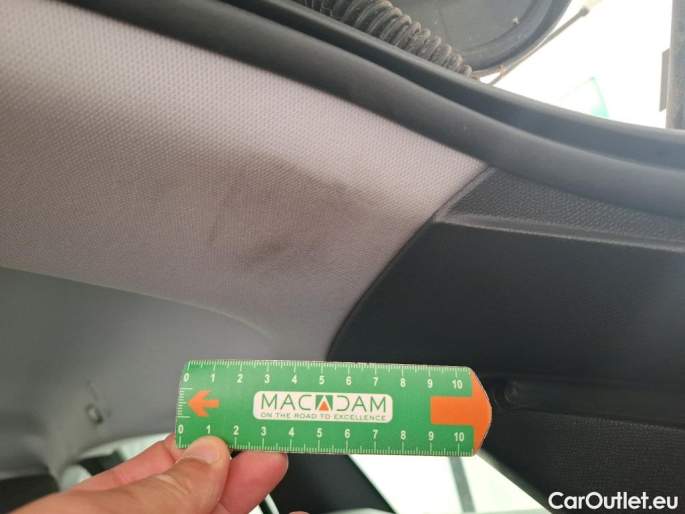 0 1 2 3 4 5 6 7 8 9 10
MACADAM
ON THE ROAD TO EXCELLENCE
0 1 2 3 4 5 6 7 8 9 10
CarOutlet.eu